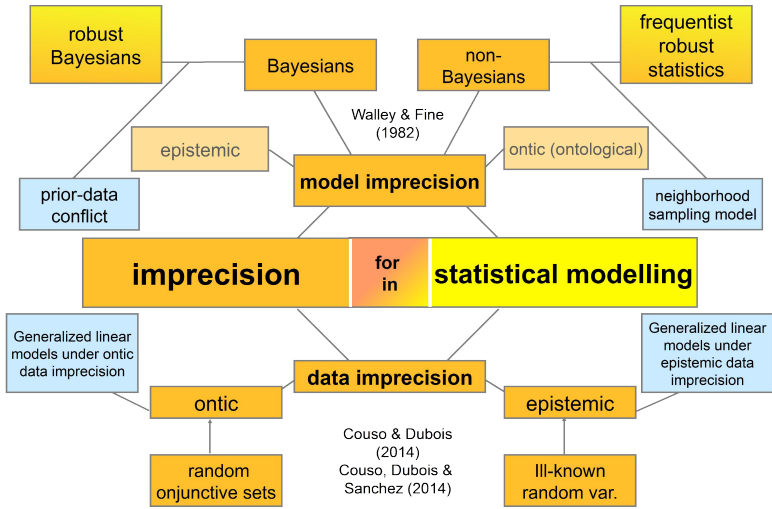 robust
Bayesians
Bayesians
non-
Bayesians
frequentist
robust
statistics
Walley & Fine
(1982)
epistemic
ontic (ontological)
model imprecision
prior-data
conflict
neighborhood
sampling model
imprecision
for
in
statistical modelling
Generalized linear
models under ontic
data imprecision
Generalized linear
models under
epistemic data
imprecision
data imprecision
ontic
epistemic
Couso & Dubois
(2014)
Couso, Dubois &
Sanchez (2014)
random
onjunctive sets
Ill-known
random var.